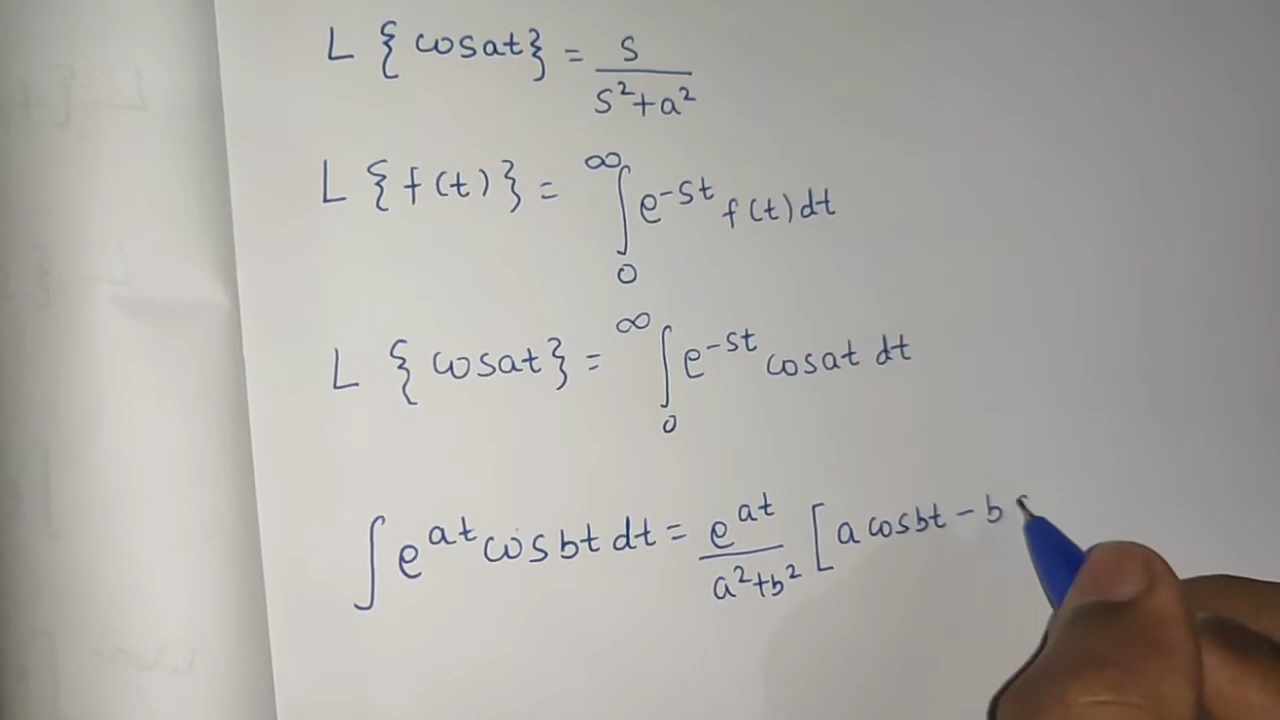 L {cosat} = s/(s²+a²)
L {f(t)} = ∫₀^∞ e^(-st) f(t)dt
L {cosat} = ∫₀^∞ e^(-st) cosat dt
∫ e^(at) cosbt dt = e^(at)/(a²+b²) [a cosbt - b